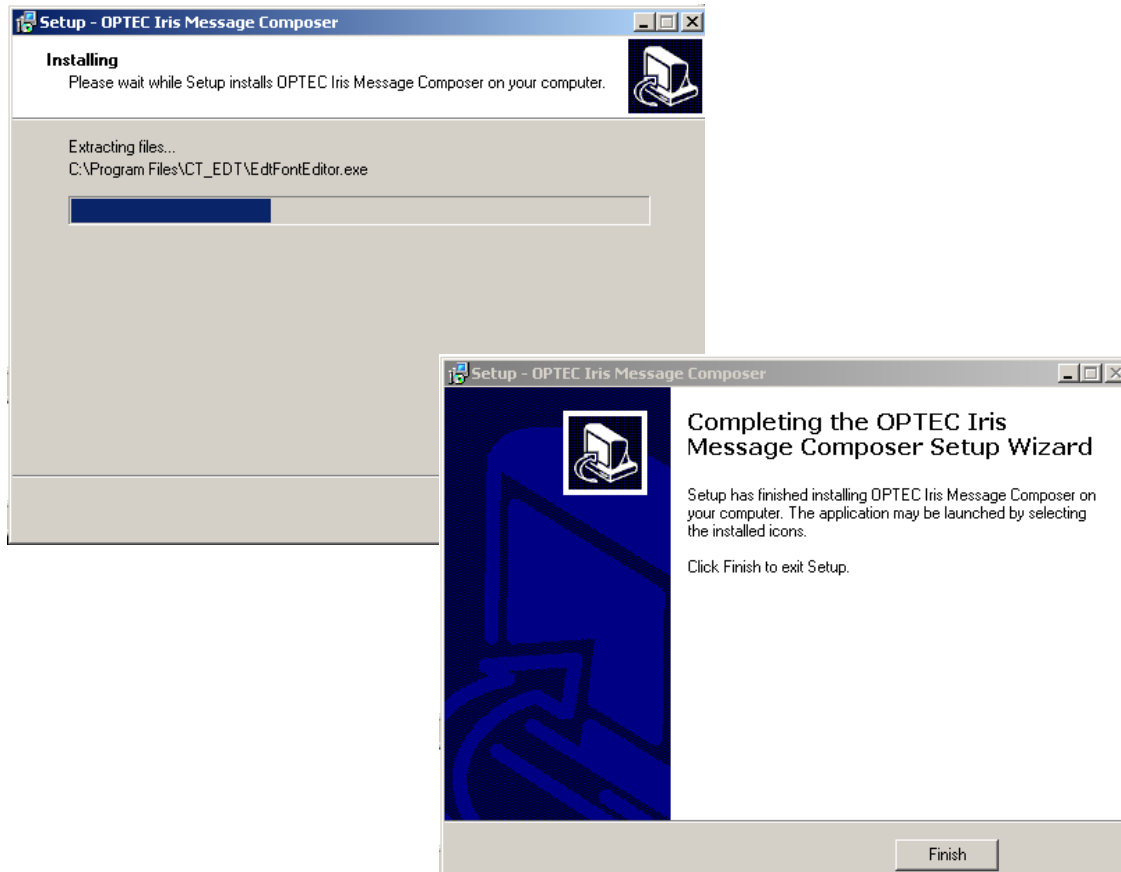 Setup - OPTEC Iris Message Composer
Installing
Please wait while Setup installs OPTEC Iris Message Composer on your computer.
Extracting files...
C:\Program Files\CT_EDT\EdtFontEditor.exe
Setup - OPTEC Iris Message Composer
Completing the OPTEC Iris
Message Composer Setup Wizard
Setup has finished installing OPTEC Iris Message Composer on
your computer. The application may be launched by selecting
the installed icons.
Click Finish to exit Setup.
Finish